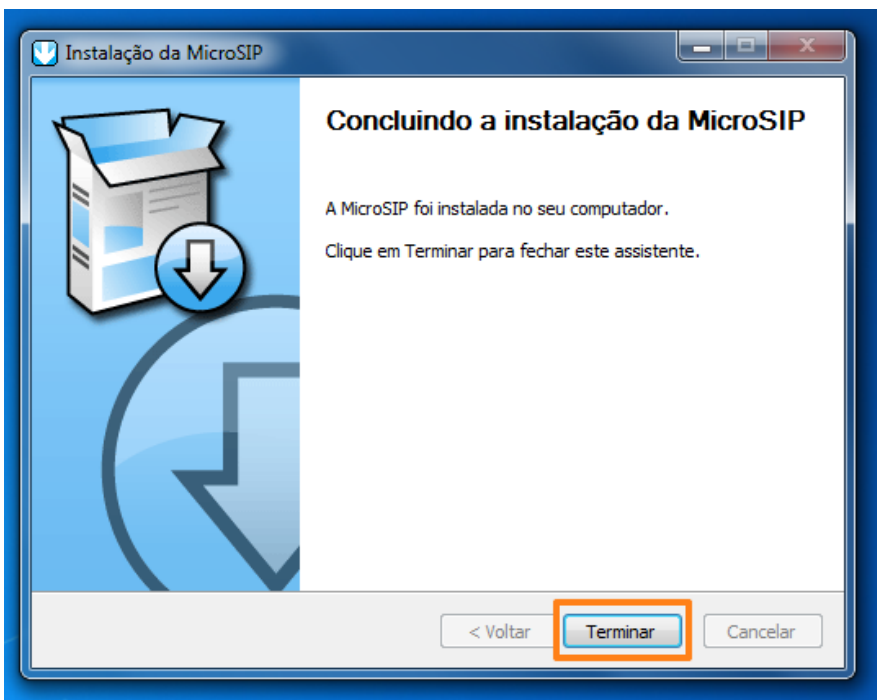 Instalação da MicroSIP
Concluindo a instalação da MicroSIP
A MicroSIP foi instalada no seu computador.
Clique em Terminar para fechar este assistente.
< Voltar
Terminar
Cancelar